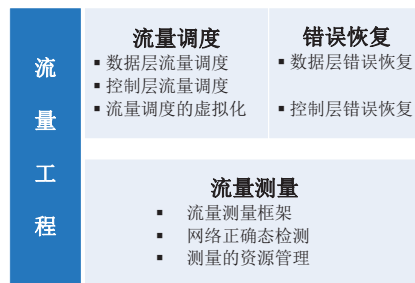 流
量
工
程
流量调度
▪ 数据层流量调度
▪ 控制层流量调度
▪ 流量调度的虚拟化
错误恢复
▪ 数据层错误恢复
▪ 控制层错误恢复
流量测量
▪ 流量测量框架
▪ 网络正确态检测
▪ 测量的资源管理